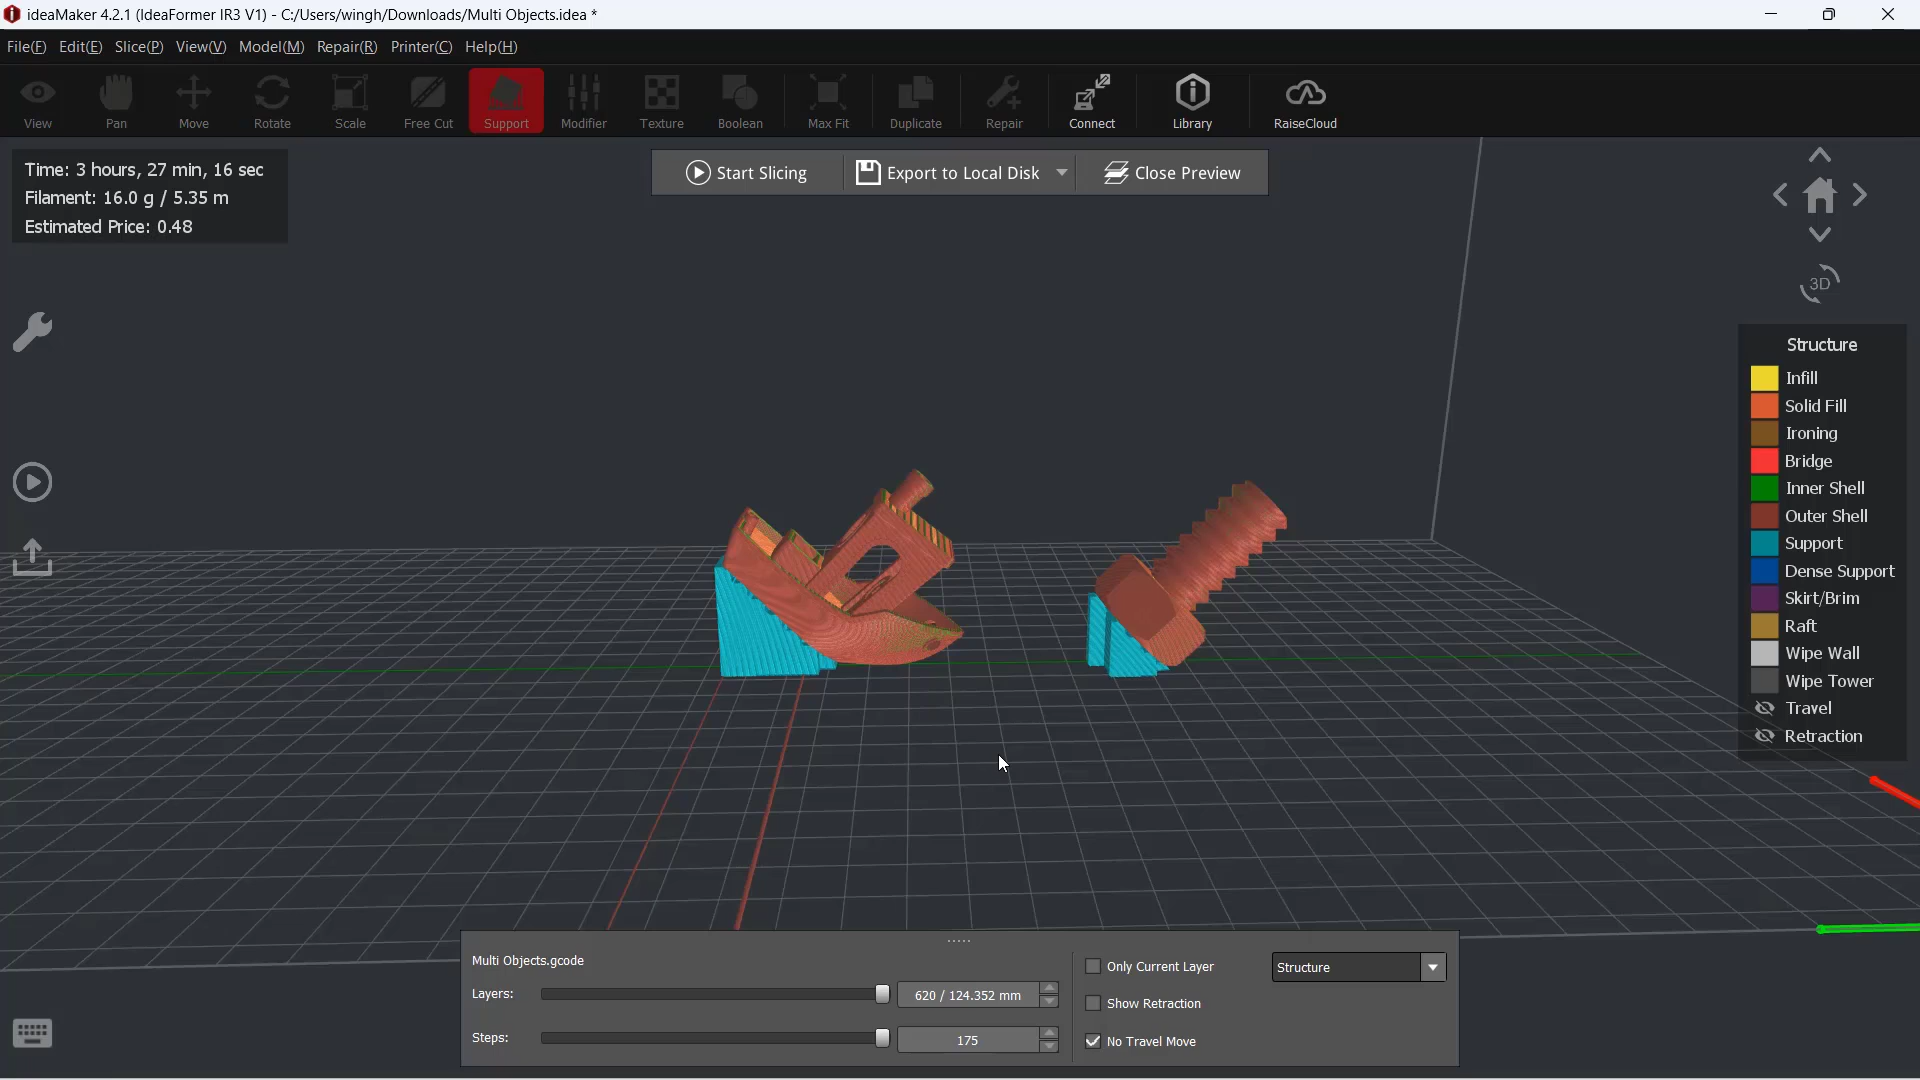 ideaMaker 4.2.1 (IdeaFormer IR3 V1) - C:/Users/wingh/Downloads/Multi Objects.idea *
File(F) Edit(E) Slice(P) View(V) Model(M) Repair(R) Printer(C) Help(H)
View Pan Move Rotate Scale Free Cut Support Modifier Texture Boolean Max Fit Duplicate Repair Connect Library RaiseCloud
Time: 3 hours, 27 min, 16 sec
Filament: 16.0 g / 5.35 m
Estimated Price: 0.48
Start Slicing Export to Local Disk Close Preview
3D
Structure
Infill
Solid Fill
Ironing
Bridge
Inner Shell
Outer Shell
Support
Dense Support
Skirt/Brim
Raft
Wipe Wall
Wipe Tower
Travel
Retraction
Multi Objects.gcode
Layers: 620 / 124.352 mm
Steps: 175
Only Current Layer
Show Retraction
No Travel Move
Structure